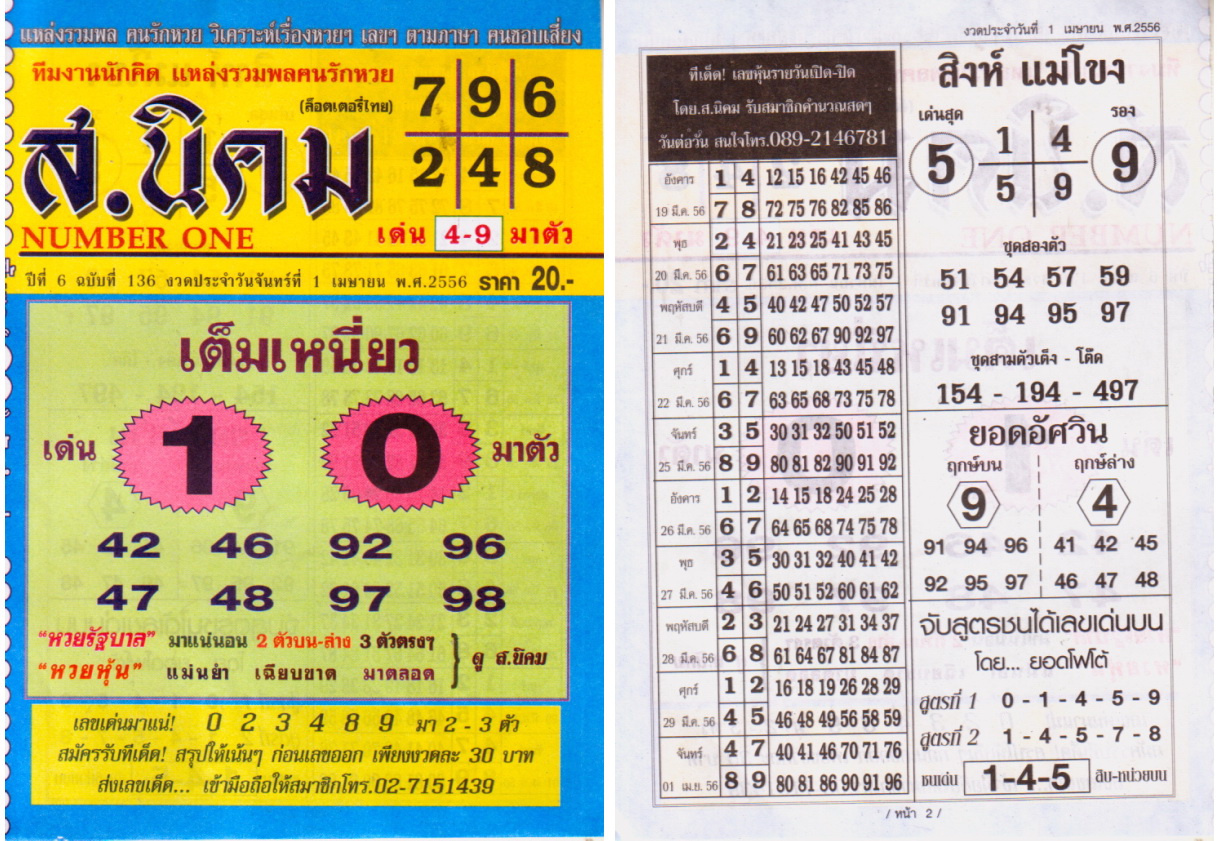 แหล่งรวมพล คนรักหวย วิเคราะห์เรื่องหวยๆ เลขๆ ตามภาษา คนชอบเสี่ยง
ทีมงานนักคิด แหล่งรวมพลคนรักหวย
(ล็อตเตอรี่ไทย)
ส.นิคม
NUMBER ONE
7 9 6
2 4 8
เด่น 4-9 มาตัว
ปีที่ 6 ฉบับที่ 136 งวดประจำวันจันทร์ที่ 1 เมษายน พ.ศ.2556 ราคา 20.-
เต็มเหนี่ยว
เด่น 1 0 มาตัว
42 46 92 96
47 48 97 98
"หวยรัฐบาล" มาแน่นอน 2 ตัวบน-ล่าง 3 ตัวตรงๆ
"หวยหุ้น" แม่นยำ เฉียบขาด มาตลอด } ดู ส.นิคม
เลขเด่นมาแน่! 0 2 3 4 8 9 มา 2 - 3 ตัว
สมัครรับทีเด็ด! สรุปให้เน้นๆ ก่อนเลขออก เพียงงวดละ 30 บาท
ส่งเลขเด็ด... เข้ามือถือให้สมาชิกโทร.02-7151439
งวดประจำวันที่ 1 เมษายน พ.ศ.2556
ทีเด็ด! เลขหุ้นรายวันเปิด-ปิด
โดย.ส.นิคม รับสมาชิกคำนวณสดๆ
วันต่อวัน สนใจโทร.089-2146781
อังคาร 1 4 12 15 16 42 45 46
19 มี.ค. 56 7 8 72 75 76 82 85 86
พุธ 2 4 21 23 25 41 43 45
20 มี.ค. 56 6 7 61 63 65 71 73 75
พฤหัสบดี 4 5 40 42 47 50 52 57
21 มี.ค. 56 6 9 60 62 67 90 92 97
ศุกร์ 1 4 13 15 18 43 45 48
22 มี.ค. 56 6 7 63 65 68 73 75 78
จันทร์ 3 5 30 31 32 50 51 52
25 มี.ค. 56 8 9 80 81 82 90 91 92
อังคาร 1 2 14 15 18 24 25 28
26 มี.ค. 56 6 7 64 65 68 74 75 78
พุธ 3 5 30 31 32 40 41 42
27 มี.ค. 56 4 6 50 51 52 60 61 62
พฤหัสบดี 2 3 21 24 27 31 34 37
28 มี.ค. 56 6 8 61 64 67 81 84 87
ศุกร์ 1 2 16 18 19 26 28 29
29 มี.ค. 56 4 5 46 48 49 56 58 59
จันทร์ 4 7 40 41 46 70 71 76
01 เม.ย. 56 8 9 80 81 86 90 91 96
สิงห์ แม่โขง
เด่นสุด รอง
5 1 4 9
5 9
ชุดสองตัว
51 54 57 59
91 94 95 97
ชุดสามตัวเต็ง - โต๊ด
154 - 194 - 497
ยอดอัศวิน
ฤกษ์บน ฤกษ์ล่าง
9 4
91 94 96 41 42 45
92 95 97 46 47 48
จับสูตรชนได้เลขเด่นบน
โดย... ยอดโฟโต้
สูตรที่ 1 0 - 1 - 4 - 5 - 9
สูตรที่ 2 1 - 4 - 5 - 7 - 8
ชนเด่น 1-4-5 สิบ-หน่วยบน
/ หน้า 2 /